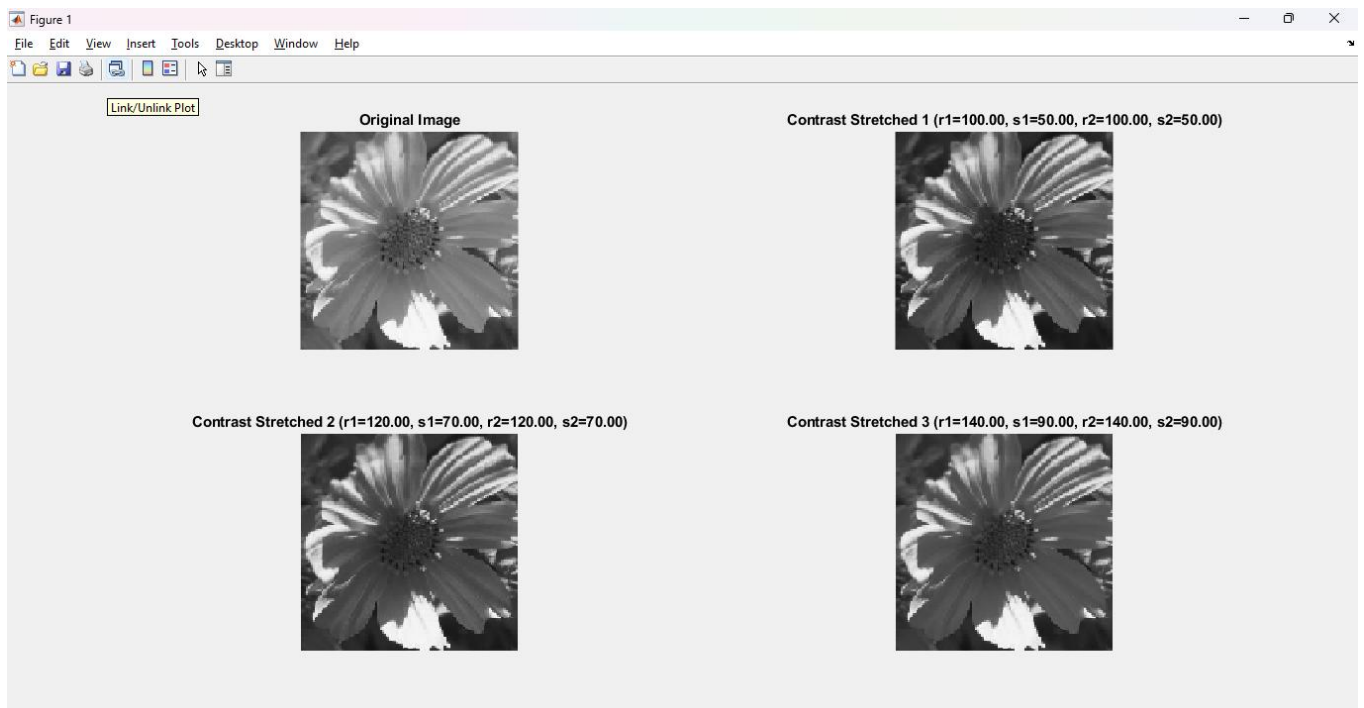 Figure 1
File Edit View Insert Tools Desktop Window Help
Link/Unlink Plot
Original Image
Contrast Stretched 1 (r1=100.00, s1=50.00, r2=100.00, s2=50.00)
Contrast Stretched 2 (r1=120.00, s1=70.00, r2=120.00, s2=70.00)
Contrast Stretched 3 (r1=140.00, s1=90.00, r2=140.00, s2=90.00)